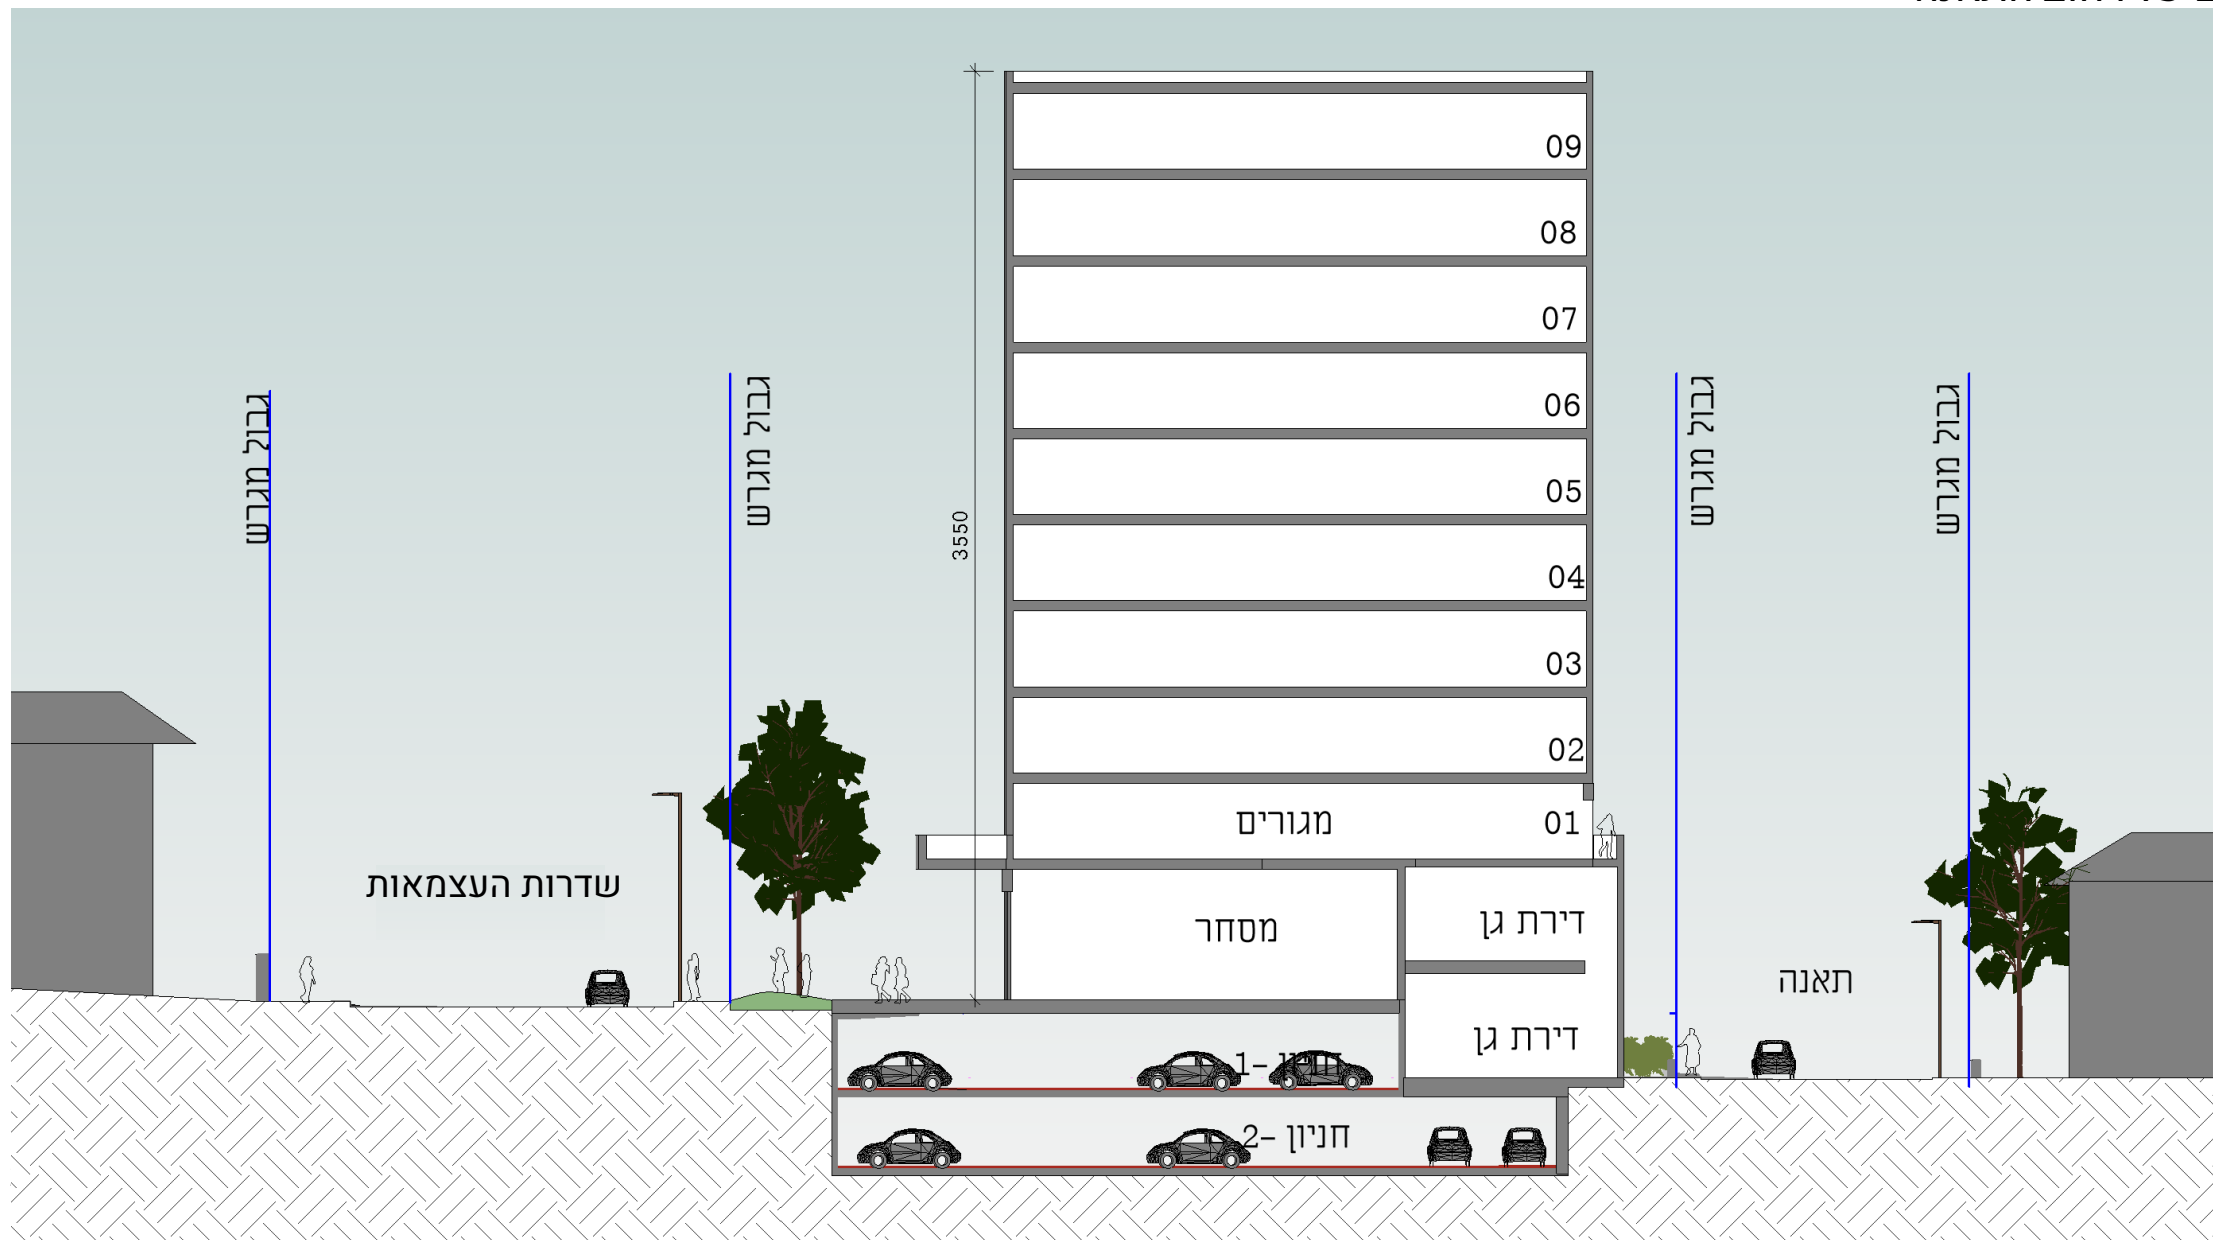 09
08
07
06
05
04
03
02
01
מגורים
3550
גבול מגרש
גבול מגרש
גבול מגרש
גבול מגרש
שדרות העצמאות
מסחר
דירת גן
דירת גן
תאנה
-1
חניון -2